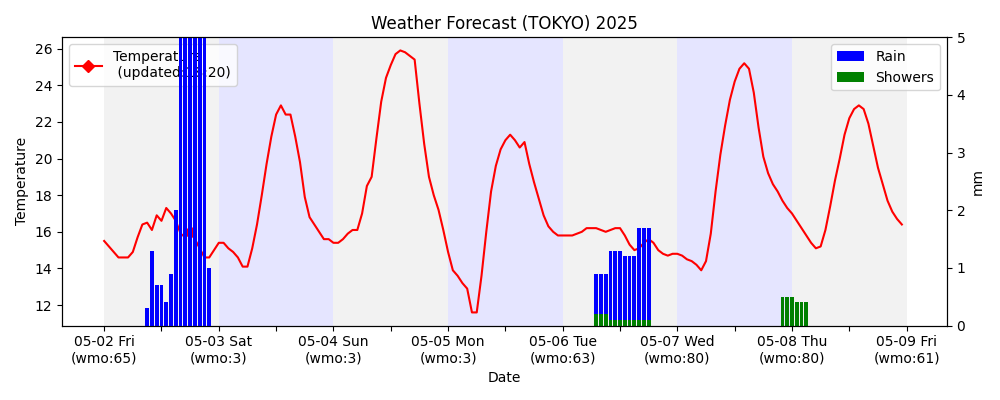 Weather Forecast (TOKYO) 2025
Temperature
(updated 20)
Rain
Showers
26
24
22
20
18
16
14
12
Temperature
5
4
3
2
1
0
mm
05-02 Fri
(wmo:65)
05-03 Sat
(wmo:3)
05-04 Sun
(wmo:3)
05-05 Mon
(wmo:3)
05-06 Tue
(wmo:63)
05-07 Wed
(wmo:80)
05-08 Thu
(wmo:80)
05-09 Fri
(wmo:61)
Date